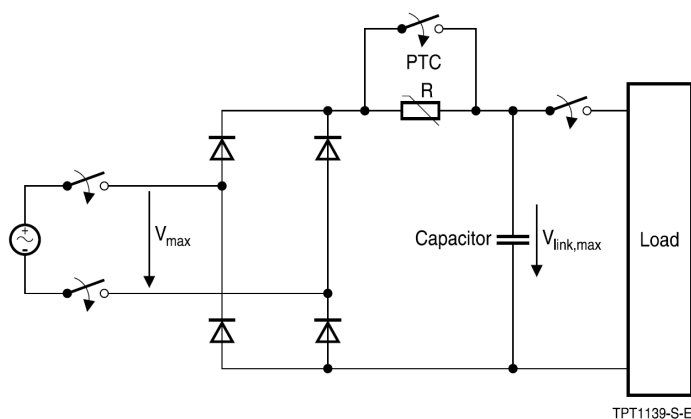 PTC
R
V_max
+
-
Capacitor
V_link,max
Load
TPT1139-S-E